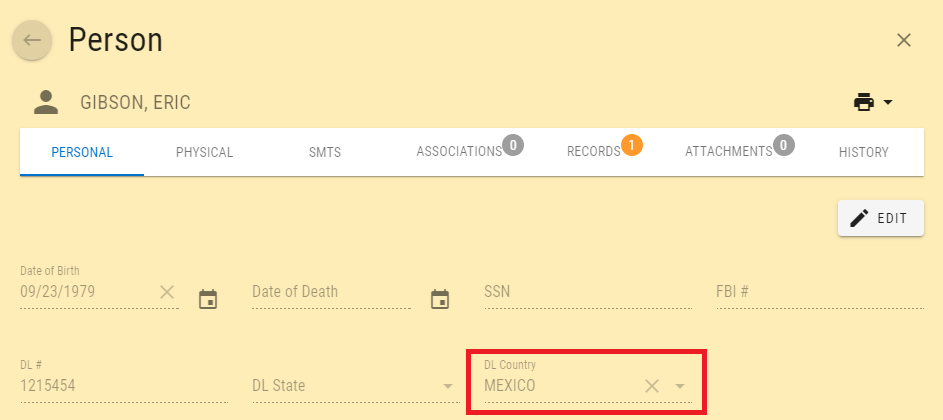 Person
GIBSON, ERIC
PERSONAL PHYSICAL SMTS ASSOCIATIONS 0 RECORDS 1 ATTACHMENTS 0 HISTORY
EDIT
Date of Birth
09/23/1979 Date of Death SSN FBI #
DL # DL Country
1215454 DL State MEXICO